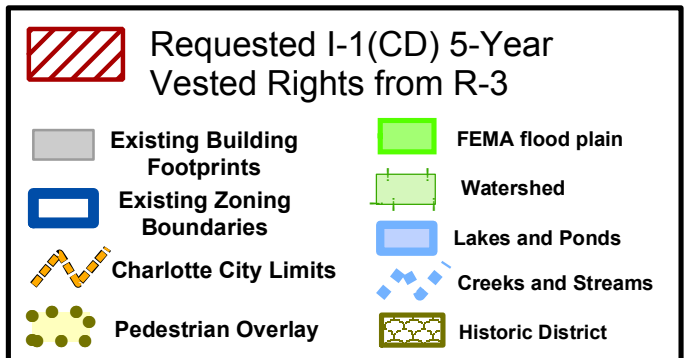 Requested I-1(CD) 5-Year
Vested Rights from R-3
Existing Building
Footprints
Existing Zoning
Boundaries
Charlotte City Limits
Pedestrian Overlay
FEMA flood plain
Watershed
Lakes and Ponds
Creeks and Streams
Historic District